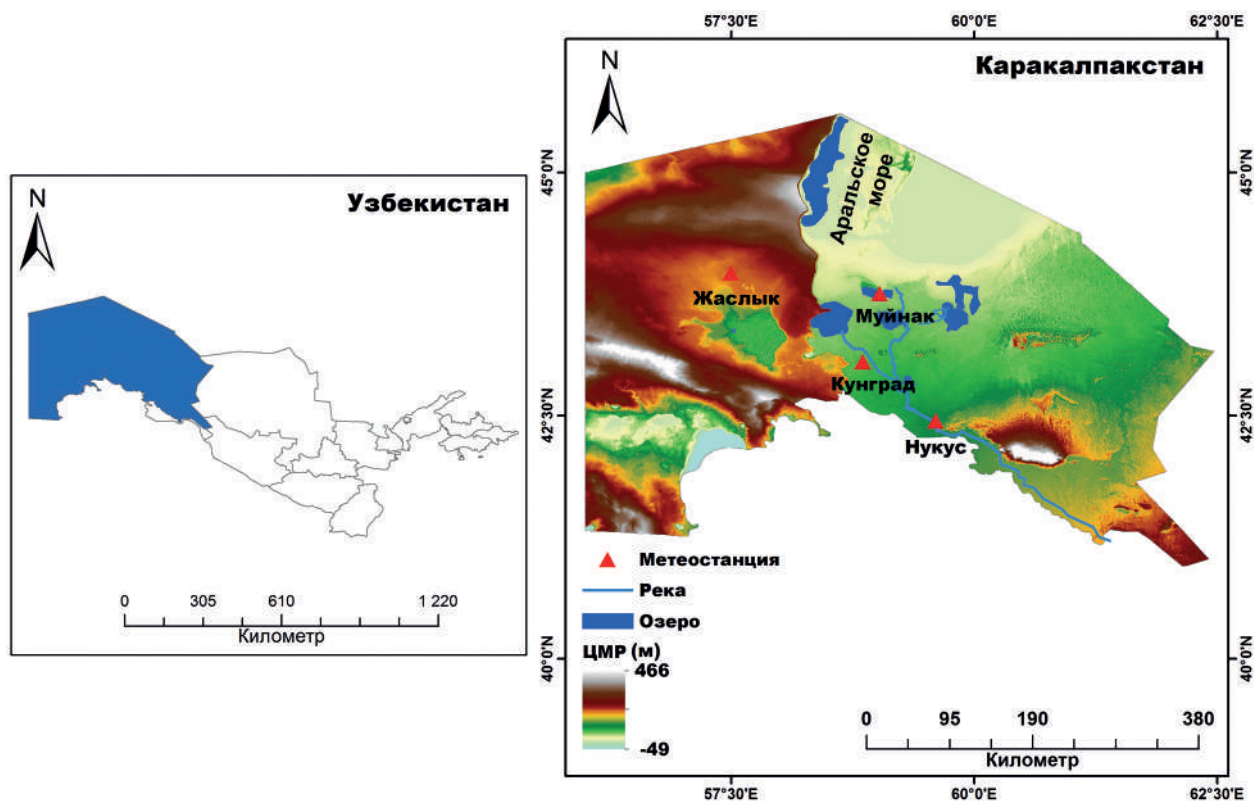 N
Узбекистан
0 305 610 1 220
Километр
57°30'E 60°0'E 62°30'E
N
Каракалпакстан
45°0'N
42°30'N
40°0'N
45°0'N
42°30'N
40°0'N
Аральское
море
Жаслык
Муйнак
Кунград
Нукус
Метеостанция
Река
Озеро
ЦМР (м)
466
-49
0 95 190 380
Километр
57°30'E 60°0'E 62°30'E